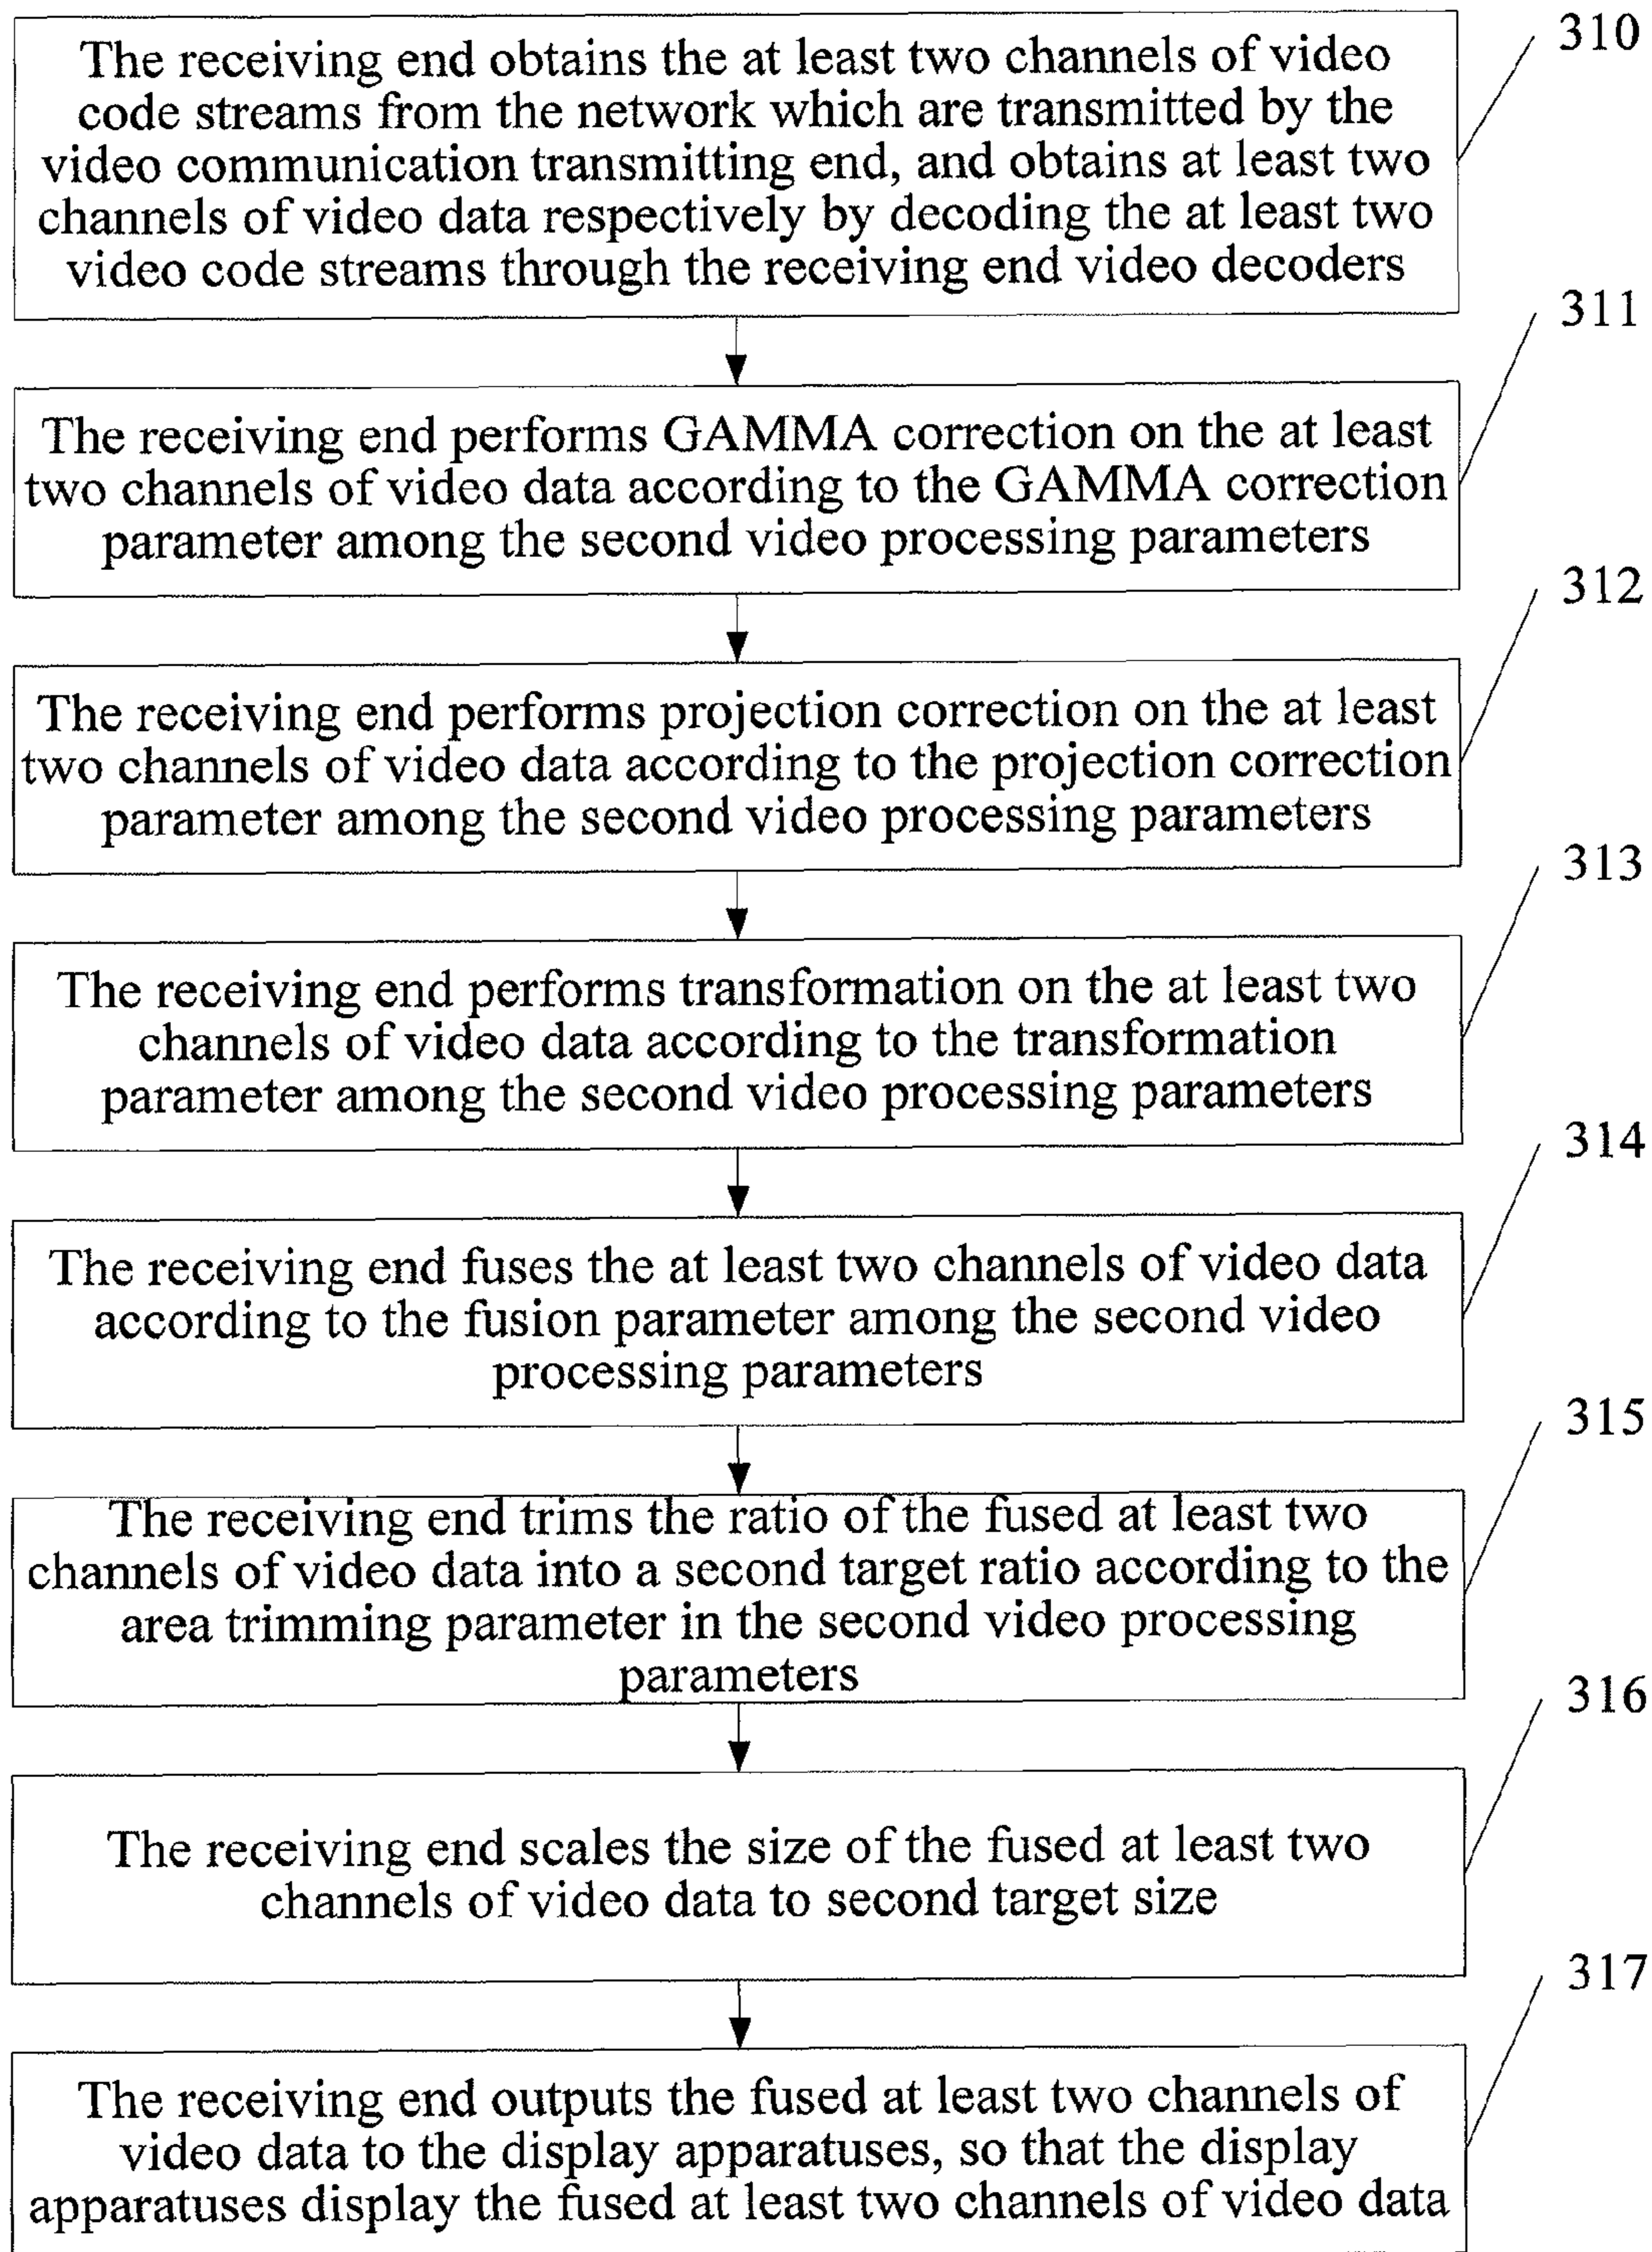 The receiving end obtains the at least two channels of video
code streams from the network which are transmitted by the
video communication transmitting end, and obtains at least two
channels of video data respectively by decoding the at least two
video code streams through the receiving end video decoders
310
The receiving end performs GAMMA correction on the at least
two channels of video data according to the GAMMA correction
parameter among the second video processing parameters
311
The receiving end performs projection correction on the at least
two channels of video data according to the projection correction
parameter among the second video processing parameters
312
The receiving end performs transformation on the at least two
channels of video data according to the transformation
parameter among the second video processing parameters
313
The receiving end fuses the at least two channels of video data
according to the fusion parameter among the second video
processing parameters
314
The receiving end trims the ratio of the fused at least two
channels of video data into a second target ratio according to the
area trimming parameter in the second video processing
parameters
315
The receiving end scales the size of the fused at least two
channels of video data to second target size
316
The receiving end outputs the fused at least two channels of
video data to the display apparatuses, so that the display
apparatuses display the fused at least two channels of video data
317